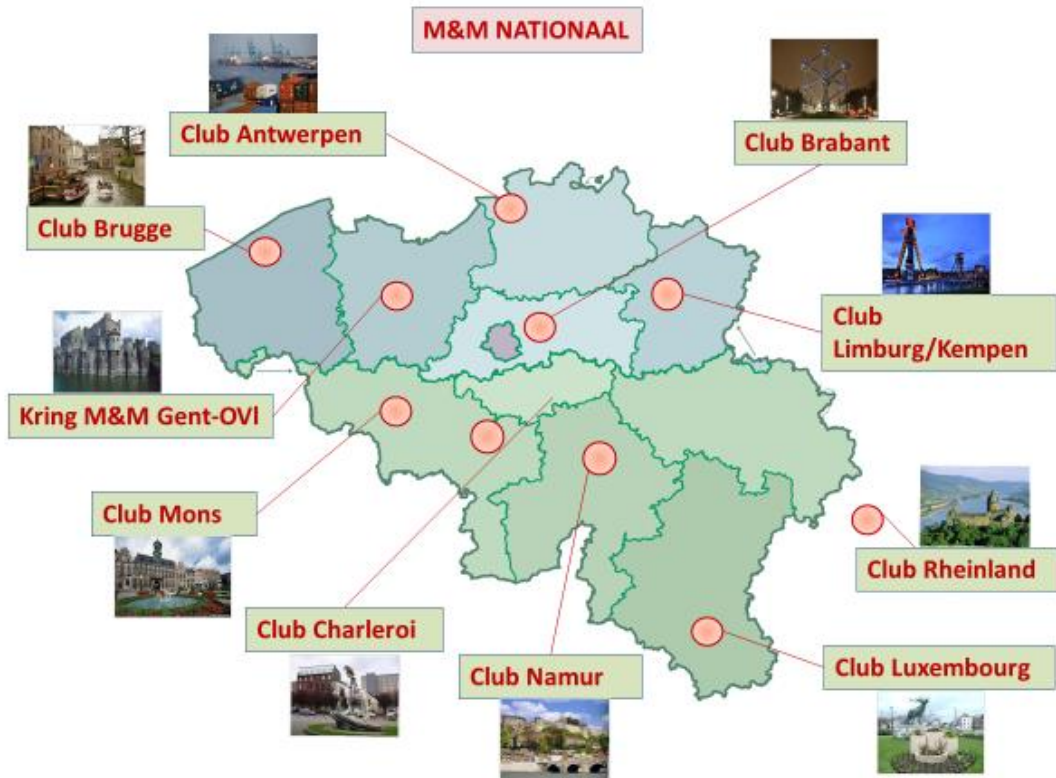 M&M NATIONAAL
Club Antwerpen
Club Brabant
Club Brugge
Club
Limburg/Kempen
Kring M&M Gent-OVl
Club Mons
Club Rheinland
Club Charleroi
Club Namur
Club Luxembourg